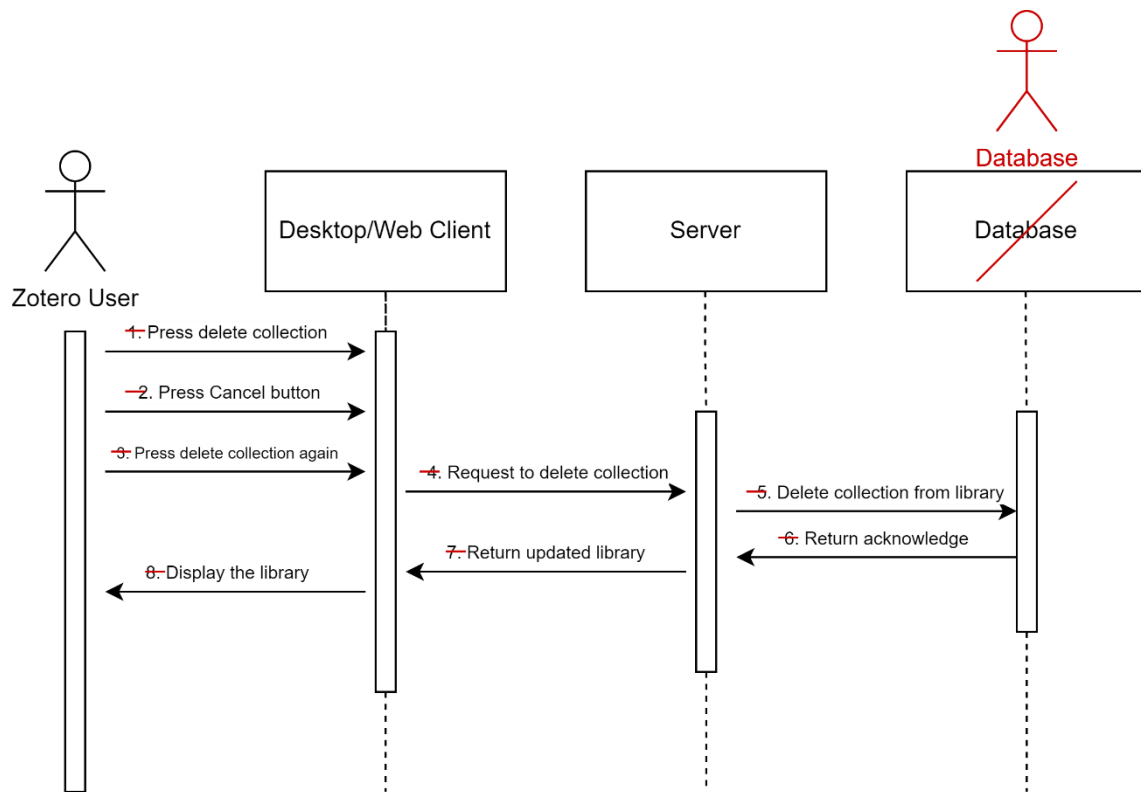 Database
Desktop/Web Client
Server
Database
Zotero User
1. Press delete collection
2. Press Cancel button
3. Press delete collection again
4. Request to delete collection
5. Delete collection from library
6. Return acknowledge
7. Return updated library
8. Display the library